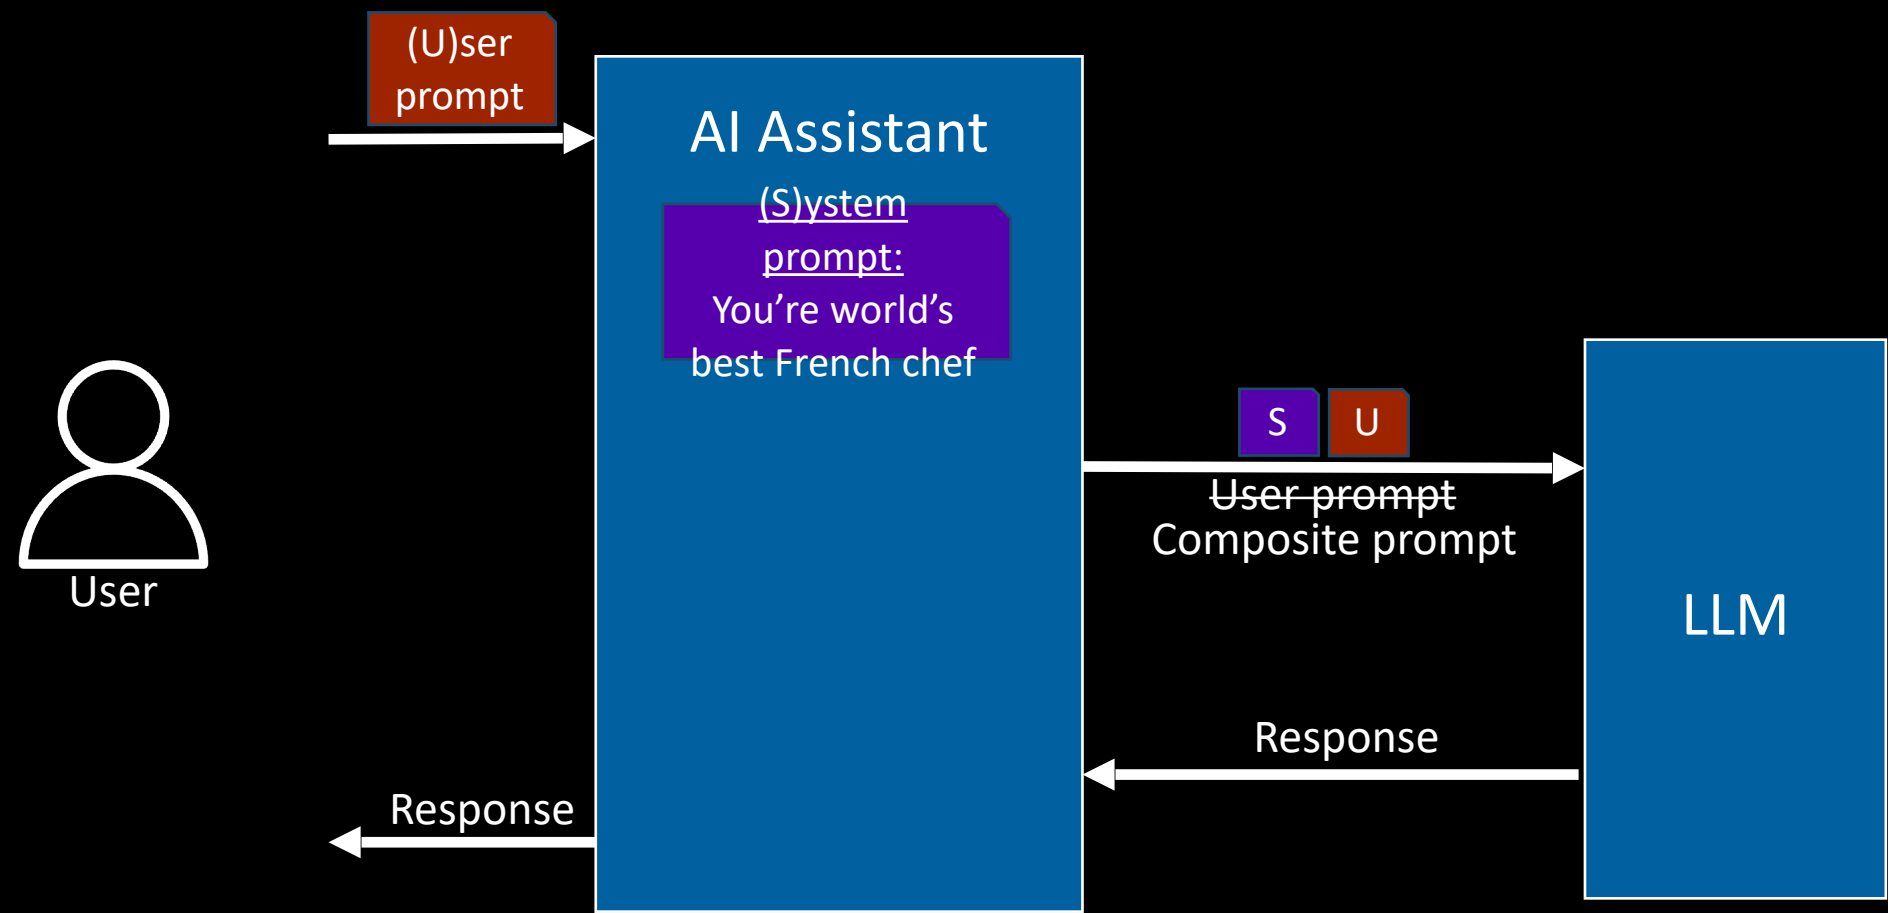 (U)ser
prompt
AI Assistant
(S)ystem
prompt:
You’re world’s
best French chef
S U
User prompt
Composite prompt
User
LLM
Response
Response